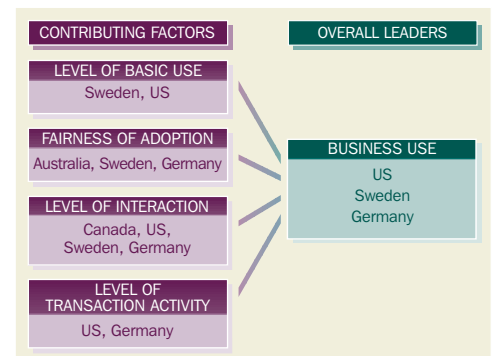 CONTRIBUTING FACTORS
OVERALL LEADERS
LEVEL OF BASIC USE
Sweden, US
FAIRNESS OF ADOPTION
Australia, Sweden, Germany
LEVEL OF INTERACTION
Canada, US,
Sweden, Germany
LEVEL OF
TRANSACTION ACTIVITY
US, Germany
BUSINESS USE
US
Sweden
Germany